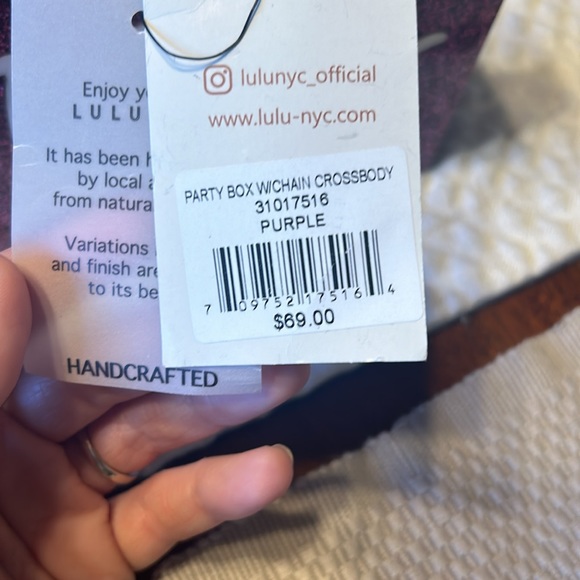 Enjoy
LULU
It has been
by local
from natura
Variations
and finish are
to its be
HANDCRAFTED
lulunyc_official
www.lulu-nyc.com
PARTY BOX W/CHAIN CROSSBODY
31017516
PURPLE
7 09752 17516 4
$69.00